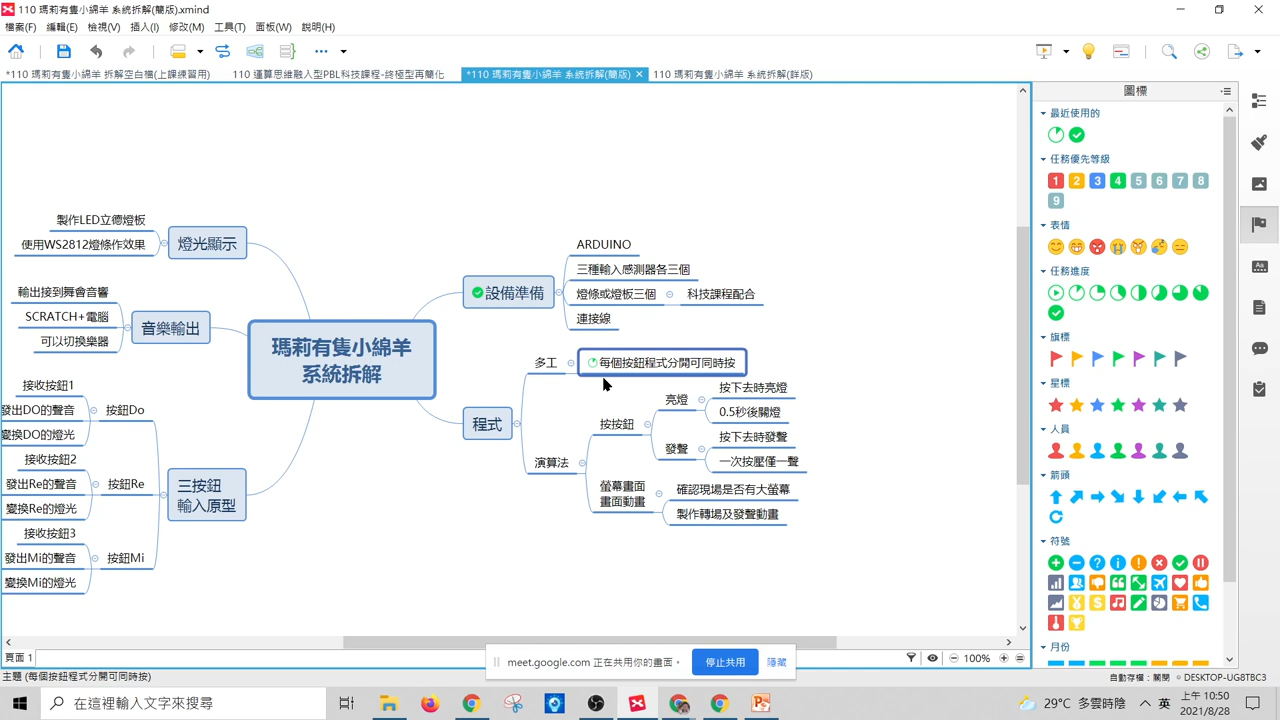 110 瑪莉有隻小綿羊 系統拆解(簡版).xmind
檔案(F) 編輯(E) 檢視(V) 插入(I) 修改(M) 工具(T) 面板(W) 說明(H)
*110 瑪莉有隻小綿羊 拆解空白檔(上課練習用)
110 運算思維融入型PBL科技課程-終極型再簡化
*110 瑪莉有隻小綿羊 系統拆解(簡版)
110 瑪莉有隻小綿羊 系統拆解(詳版)
瑪莉有隻小綿羊
系統拆解
燈光顯示
製作LED立德燈板
使用WS2812燈條作效果
音樂輸出
輸出接到舞會音響
SCRATCH+電腦
可以切換樂器
三按鈕
輸入原型
按鈕Do
接收按鈕1
發出DO的聲音
變換DO的燈光
按鈕Re
接收按鈕2
發出Re的聲音
變換Re的燈光
按鈕Mi
接收按鈕3
發出Mi的聲音
變換Mi的燈光
設備準備
ARDUINO
三種輸入感測器各三個
燈條或燈板三個
科技課程配合
連接線
程式
多工
每個按鈕程式分開可同時按
演算法
按按鈕
亮燈
按下去時亮燈
0.5秒後關燈
發聲
按下去時發聲
一次按壓僅一聲
螢幕畫面
畫面動畫
確認現場是否有大螢幕
製作轉場及發聲動畫
圖標
最近使用的
任務優先等級
1 2 3 4 5 6 7 8
9
表情
任務進度
旗標
星標
人員
箭頭
符號
月份
頁面 1
meet.google.com 正在共用你的畫面。
停止共用
隱藏
100%
主題 (每個按鈕程式分開可同時按)
自動存檔: 關閉
DESKTOP-UG8TBC3
在這裡輸入文字來搜尋
29°C 多雲時陰
英
上午 10:50
2021/8/28